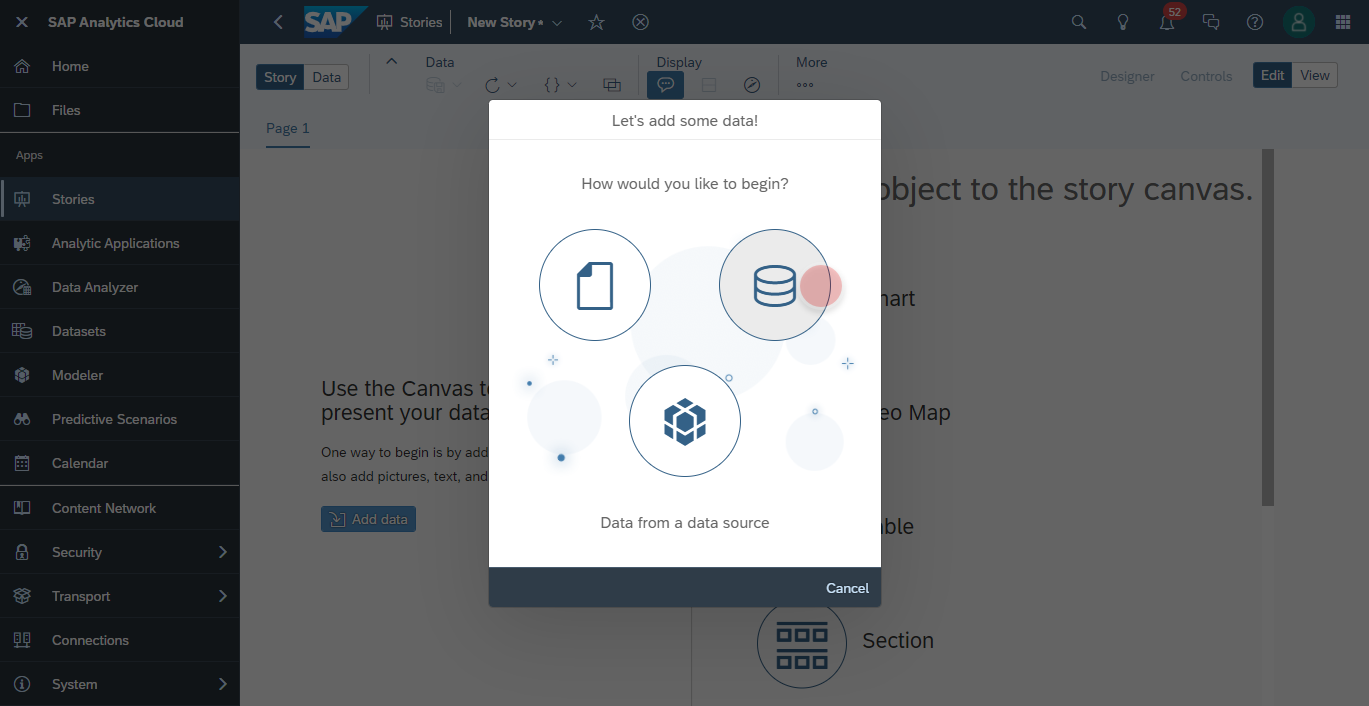 SAP Analytics Cloud
Home
Files
Apps
Stories
Analytic Applications
Data Analyzer
Datasets
Modeler
Predictive Scenarios
Calendar
Content Network
Security
Transport
Connections
System
SAP
Stories
New Story
52
Story
Data
Data
Display
More
Designer
Controls
Edit
View
Page 1
object to the story canvas.
Use the Canvas t
present your data
One way to begin is by add
also add pictures, text, and
Add data
Let's add some data!
How would you like to begin?
Data from a data source
Cancel
hart
eo Map
ble
Section